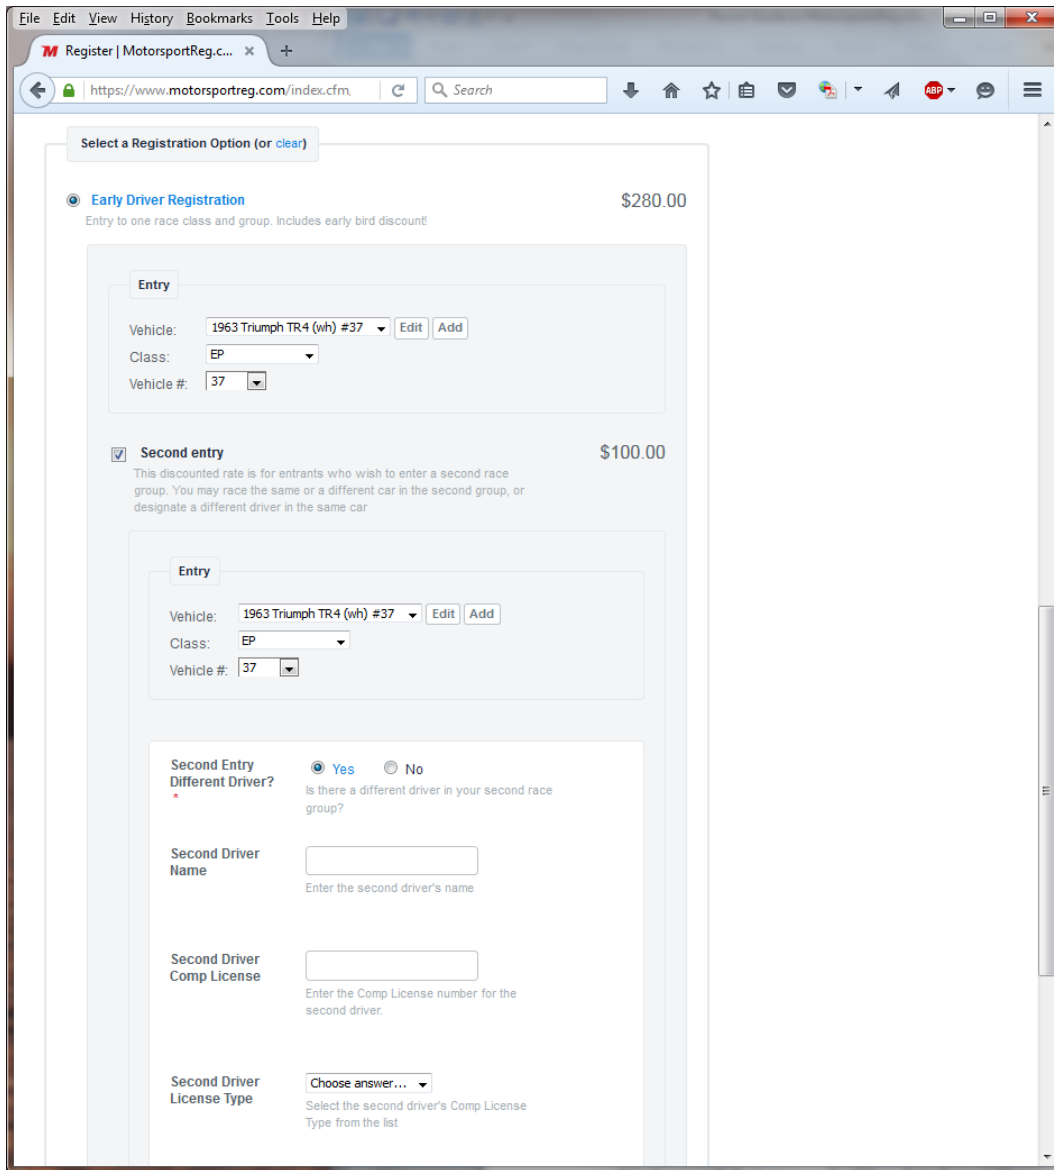 File Edit View History Bookmarks Tools Help
Register | MotorsportReg.c... × +
https://www.motorsportreg.com/index.cfm, Search ABP
Select a Registration Option (or clear)
Early Driver Registration $280.00
Entry to one race class and group. Includes early bird discount!
Entry
Vehicle: 1963 Triumph TR4 (wh) #37 Edit Add
Class: EP
Vehicle #: 37
Second entry $100.00
This discounted rate is for entrants who wish to enter a second race
group. You may race the same or a different car in the second group, or
designate a different driver in the same car
Entry
Vehicle: 1963 Triumph TR4 (wh) #37 Edit Add
Class: EP
Vehicle #: 37
Second Entry
Different Driver?
*
Yes No
Is there a different driver in your second race
group?
Second Driver
Name
Enter the second driver's name
Second Driver
Comp License
Enter the Comp License number for the
second driver.
Second Driver
License Type
Choose answer...
Select the second driver's Comp License
Type from the list